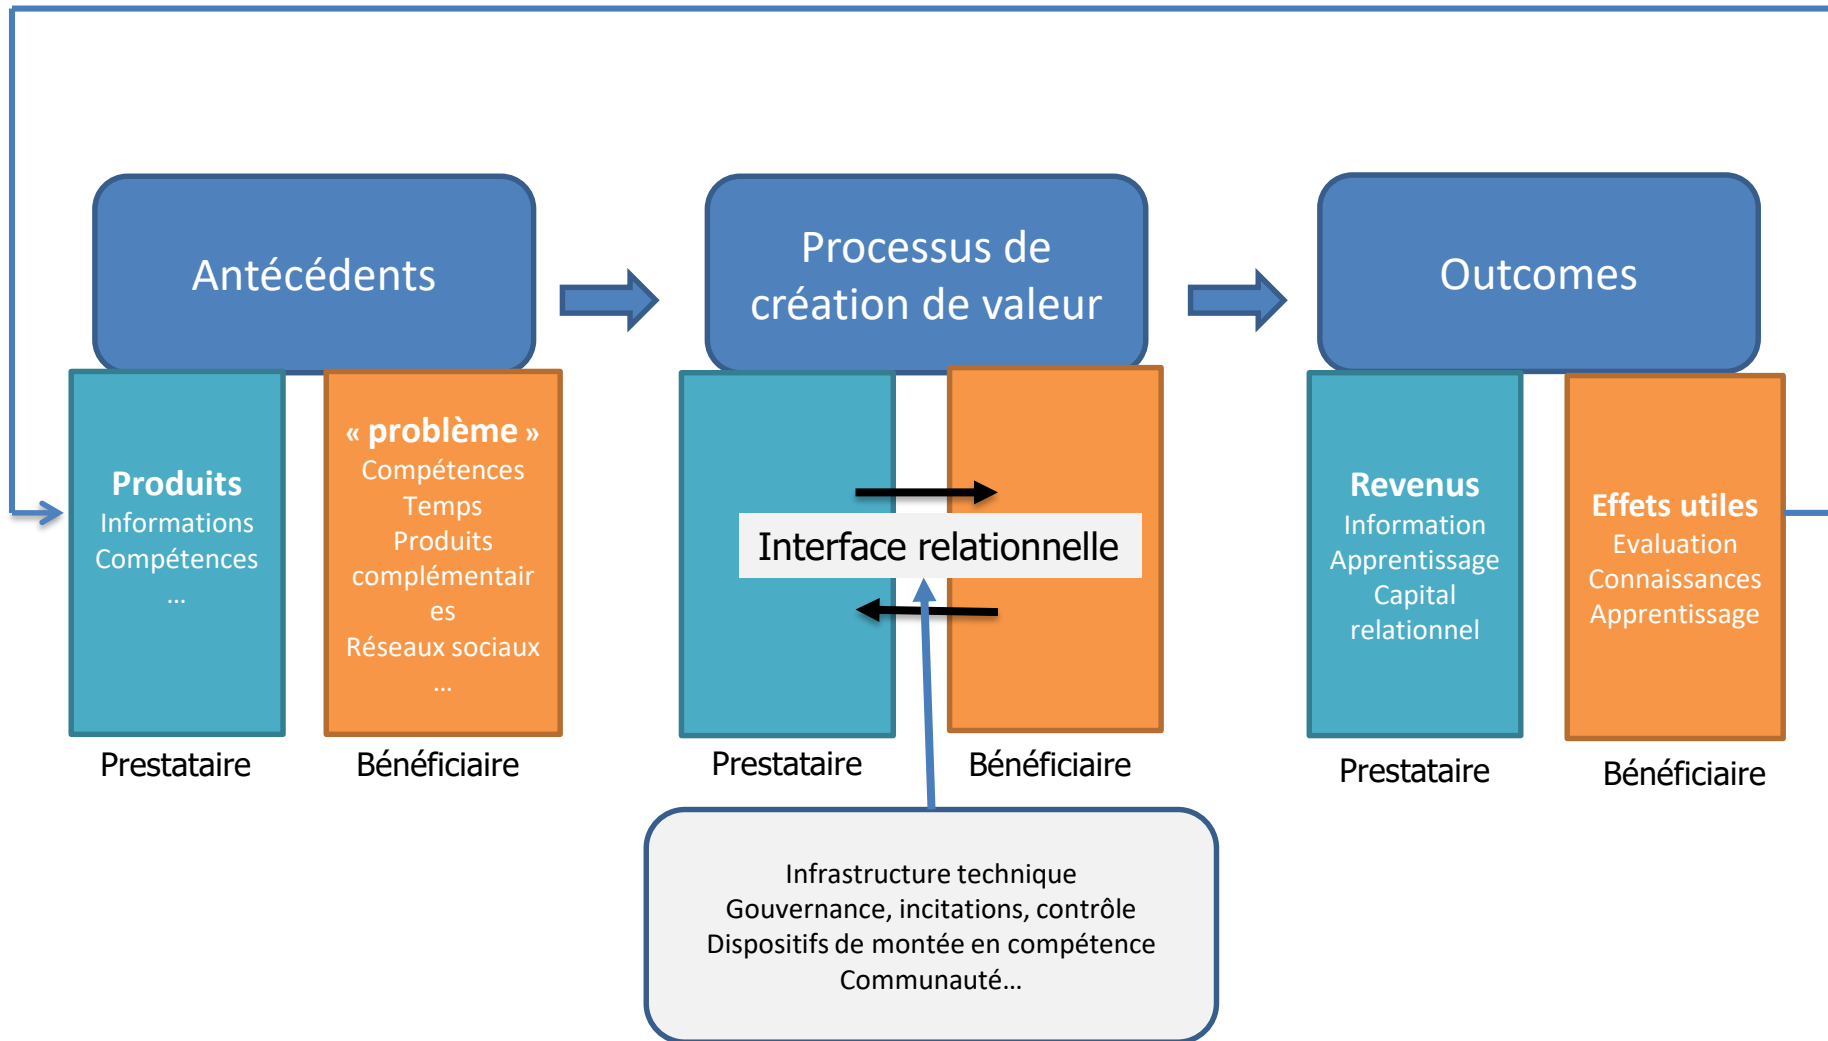 Antécédents
Processus de
création de valeur
Outcomes
Produits
Informations
Compétences
…
« problème »
Compétences
Temps
Produits
complémentair
es
Réseaux sociaux
…
Interface relationnelle
Revenus
Information
Apprentissage
Capital
relationnel
Effets utiles
Evaluation
Connaissances
Apprentissage
Prestataire
Bénéficiaire
Prestataire
Bénéficiaire
Prestataire
Bénéficiaire
Infrastructure technique
Gouvernance, incitations, contrôle
Dispositifs de montée en compétence
Communauté…